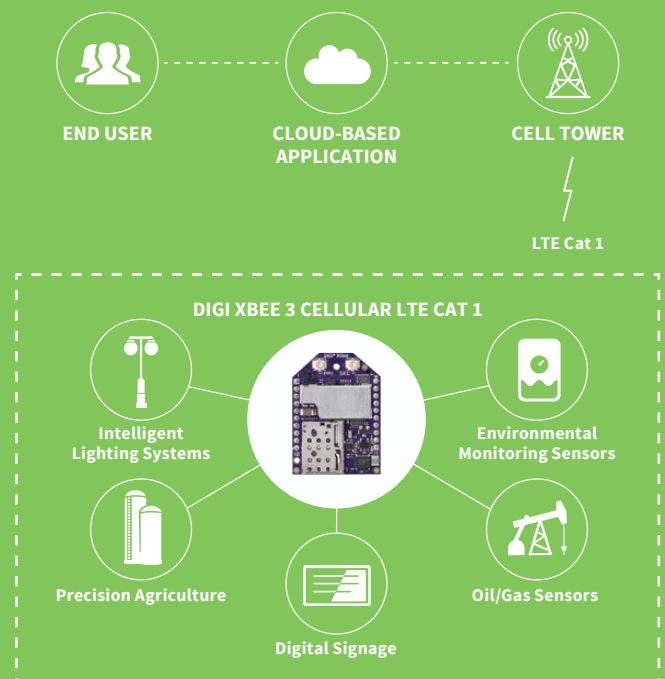 END USER
CLOUD-BASED
APPLICATION
CELL TOWER
LTE Cat 1
DIGI XBEE 3 CELLULAR LTE CAT 1
Intelligent
Lighting Systems
Environmental
Monitoring Sensors
Precision Agriculture
Oil/Gas Sensors
Digital Signage